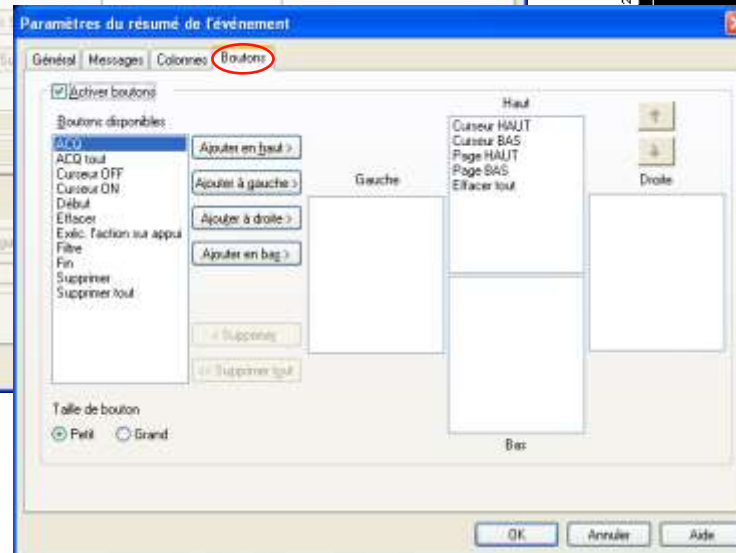 Paramètres du résumé de l'événement
Général
Messages
Colonnes
Boutons
Activer boutons
Boutons disponibles
ACQ
ACQ tout
Curseur OFF
Curseur ON
Début
Effacer
Exéc. l'action sur appui
Filtre
Fin
Supprimer
Supprimer tout
Ajouter en haut >
Ajouter à gauche >
Ajouter à droite >
Ajouter en bas >
< Supprimer
<< Supprimer tout
Gauche
Haut
Curseur HAUT
Curseur BAS
Page HAUT
Page BAS
Effacer tout
Bas
Droite
Taille de bouton
Petit
Grand
OK
Annuler
Aide